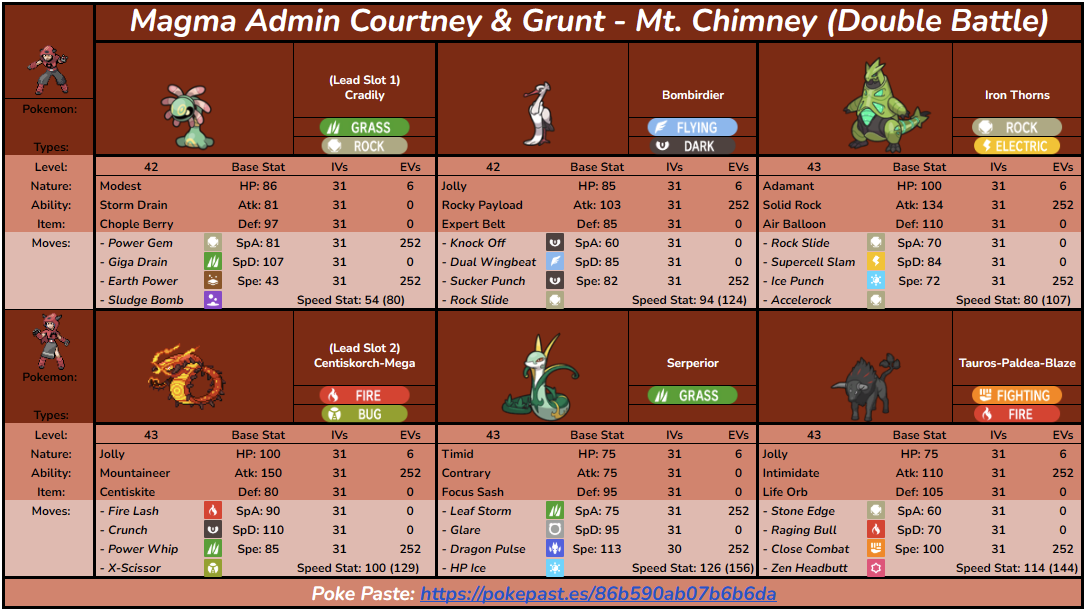 Magma Admin Courtney & Grunt - Mt. Chimney (Double Battle)
Pokemon:
(Lead Slot 1)
Cradily
Bombirdier
Iron Thorns
Types:
GRASS
ROCK
FLYING
DARK
ROCK
ELECTRIC
Level: 42 Base Stat IVs EVs 42 Base Stat IVs EVs 43 Base Stat IVs EVs
Nature: Modest HP: 86 31 6 Jolly HP: 85 31 6 Adamant HP: 100 31 6
Ability: Storm Drain Atk: 81 31 0 Rocky Payload Atk: 103 31 252 Solid Rock Atk: 134 31 252
Item: Chople Berry Def: 97 31 0 Expert Belt Def: 85 31 0 Air Balloon Def: 110 31 0
Moves: - Power Gem SpA: 81 31 252 - Knock Off SpA: 60 31 0 - Rock Slide SpA: 70 31 0
- Giga Drain SpD: 107 31 0 - Dual Wingbeat SpD: 85 31 0 - Supercell Slam SpD: 84 31 0
- Earth Power Spe: 43 31 252 - Sucker Punch Spe: 82 31 252 - Ice Punch Spe: 72 31 252
- Sludge Bomb Speed Stat: 54 (80) - Rock Slide Speed Stat: 94 (124) - Accelerock Speed Stat: 80 (107)
Pokemon:
(Lead Slot 2)
Centiskorch-Mega
Serperior
Tauros-Paldea-Blaze
Types:
FIRE
BUG
GRASS
FIGHTING
FIRE
Level: 43 Base Stat IVs EVs 43 Base Stat IVs EVs 43 Base Stat IVs EVs
Nature: Jolly HP: 100 31 6 Timid HP: 75 31 6 Jolly HP: 75 31 6
Ability: Mountaineer Atk: 150 31 252 Contrary Atk: 75 31 0 Intimidate Atk: 110 31 252
Item: Centiskite Def: 80 31 0 Focus Sash Def: 95 31 0 Life Orb Def: 105 31 0
Moves: - Fire Lash SpA: 90 31 0 - Leaf Storm SpA: 75 31 252 - Stone Edge SpA: 60 31 0
- Crunch SpD: 110 31 0 - Glare SpD: 95 31 0 - Raging Bull SpD: 70 31 0
- Power Whip Spe: 85 31 252 - Dragon Pulse Spe: 113 30 252 - Close Combat Spe: 100 31 252
- X-Scissor Speed Stat: 100 (129) - HP Ice Speed Stat: 126 (156) - Zen Headbutt Speed Stat: 114 (144)
Poke Paste: https://pokepast.es/86b590ab07b6b6da